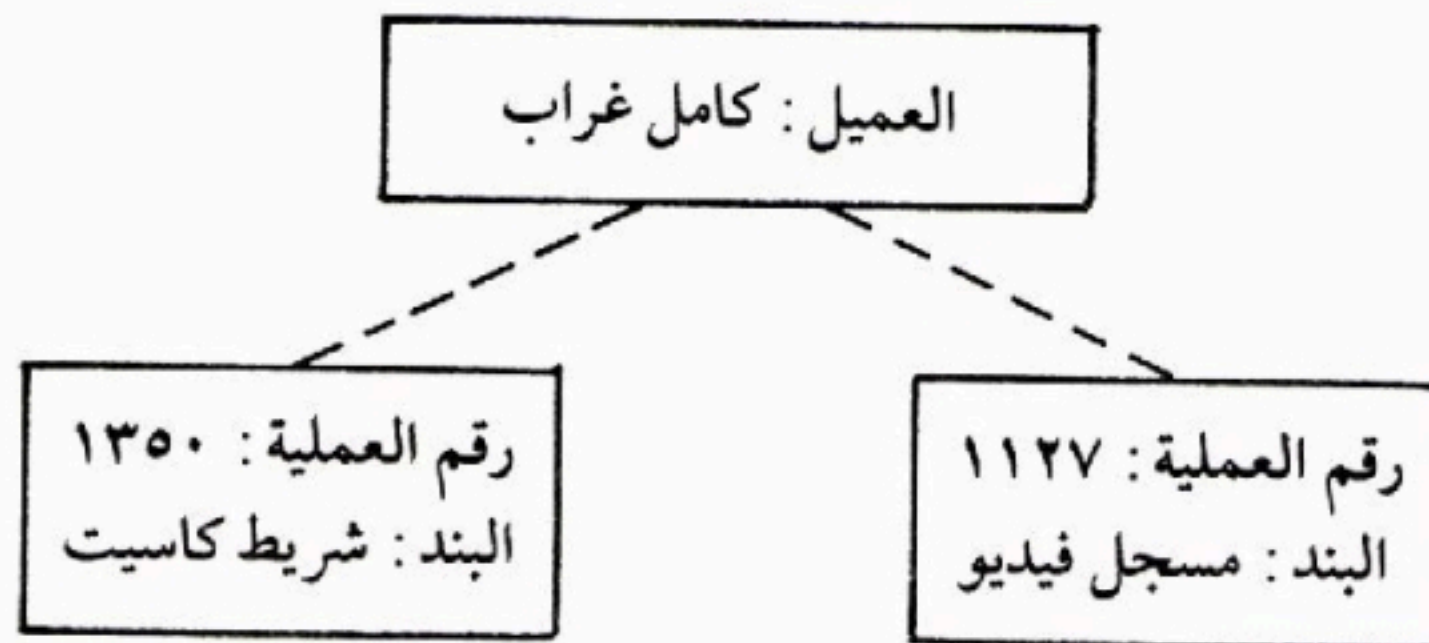 العميل : كامل غراب
رقم العملية : ١١٢٧
البند : مسجل فيديو
رقم العملية : ١٣٥٠
البند : شريط كاسيت